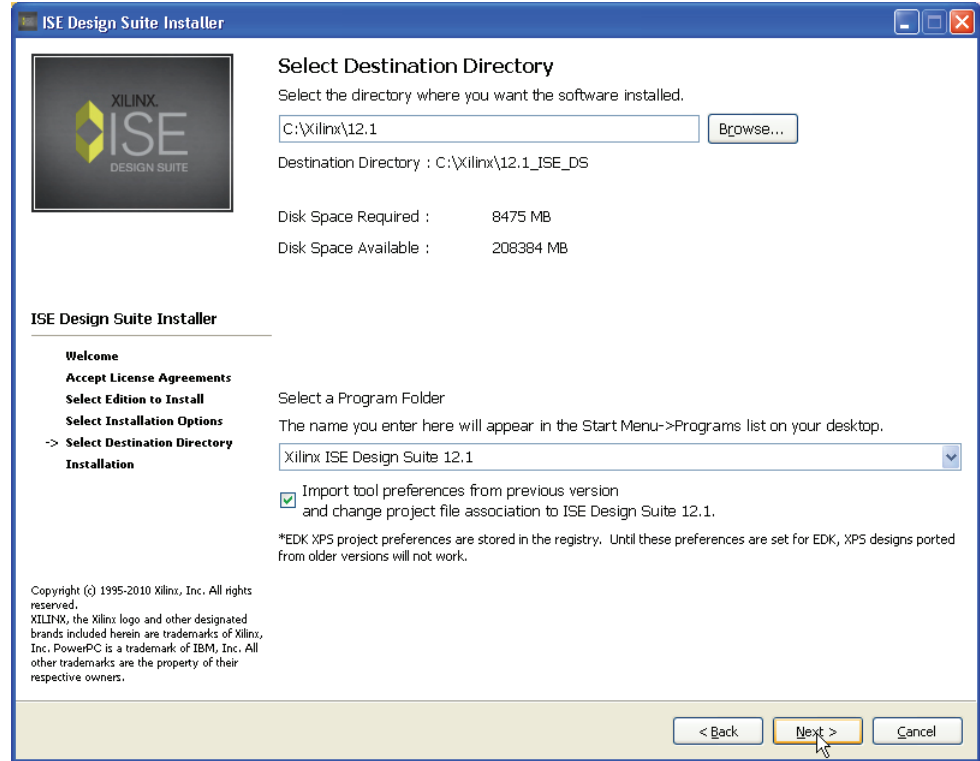 ISE Design Suite Installer
XILINX.
ISE
DESIGN SUITE
Select Destination Directory
Select the directory where you want the software installed.
C:\Xilinx\12.1
Browse...
Destination Directory : C:\Xilinx\12.1_ISE_DS
Disk Space Required : 8475 MB
Disk Space Available : 208384 MB
ISE Design Suite Installer
Welcome
Accept License Agreements
Select Edition to Install
Select Installation Options
-> Select Destination Directory
Installation
Select a Program Folder
The name you enter here will appear in the Start Menu->Programs list on your desktop.
Xilinx ISE Design Suite 12.1
Import tool preferences from previous version
and change project file association to ISE Design Suite 12.1.
*EDK XPS project preferences are stored in the registry. Until these preferences are set for EDK, XPS designs ported
from older versions will not work.
Copyright (c) 1995-2010 Xilinx, Inc. All rights
reserved.
XILINX, the Xilinx logo and other designated
brands included herein are trademarks of Xilinx,
Inc. PowerPC is a trademark of IBM, Inc. All
other trademarks are the property of their
respective owners.
< Back
Next >
Cancel